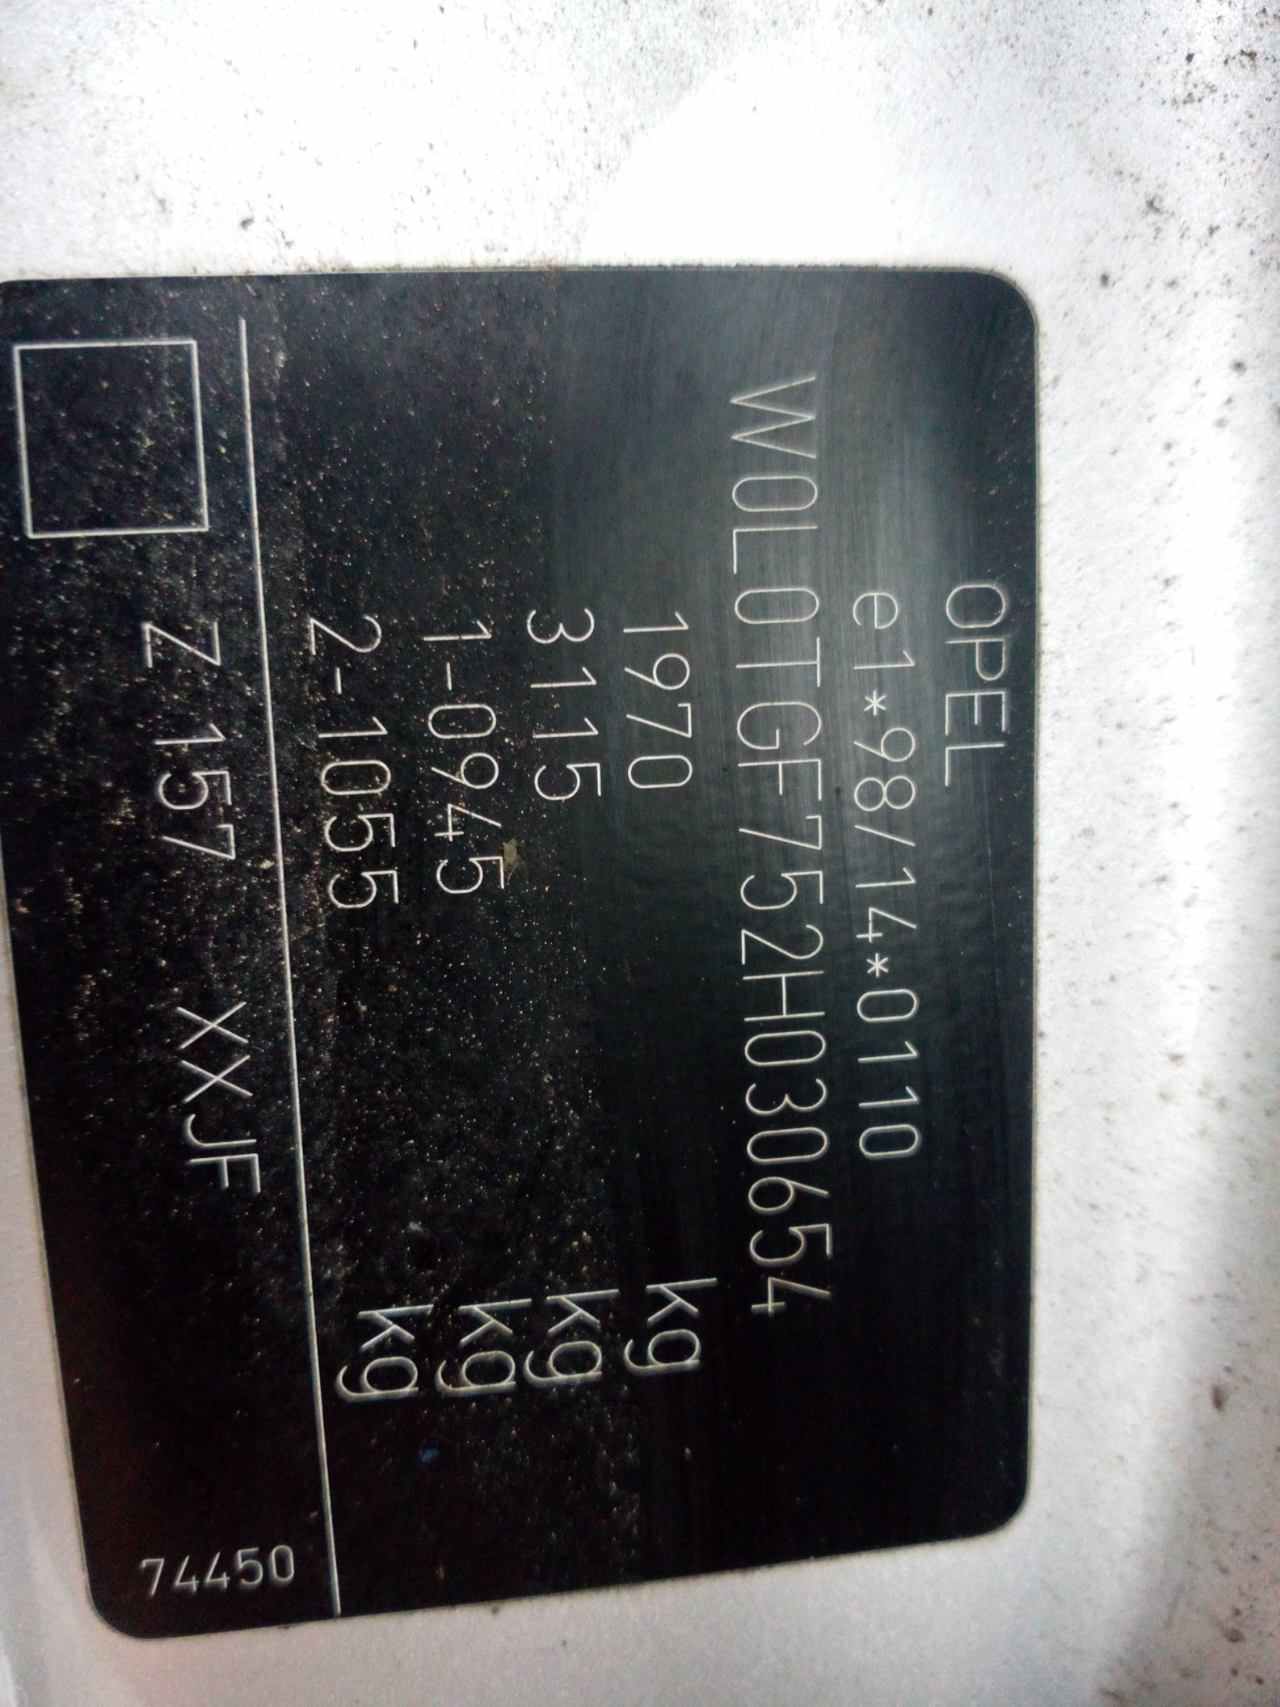 OPEL
e1*98/14*0110
W0L0TGF752H030654
1970 kg
3115 kg
1-0945 kg
2-1055 kg
Z 157 XXJF
74450